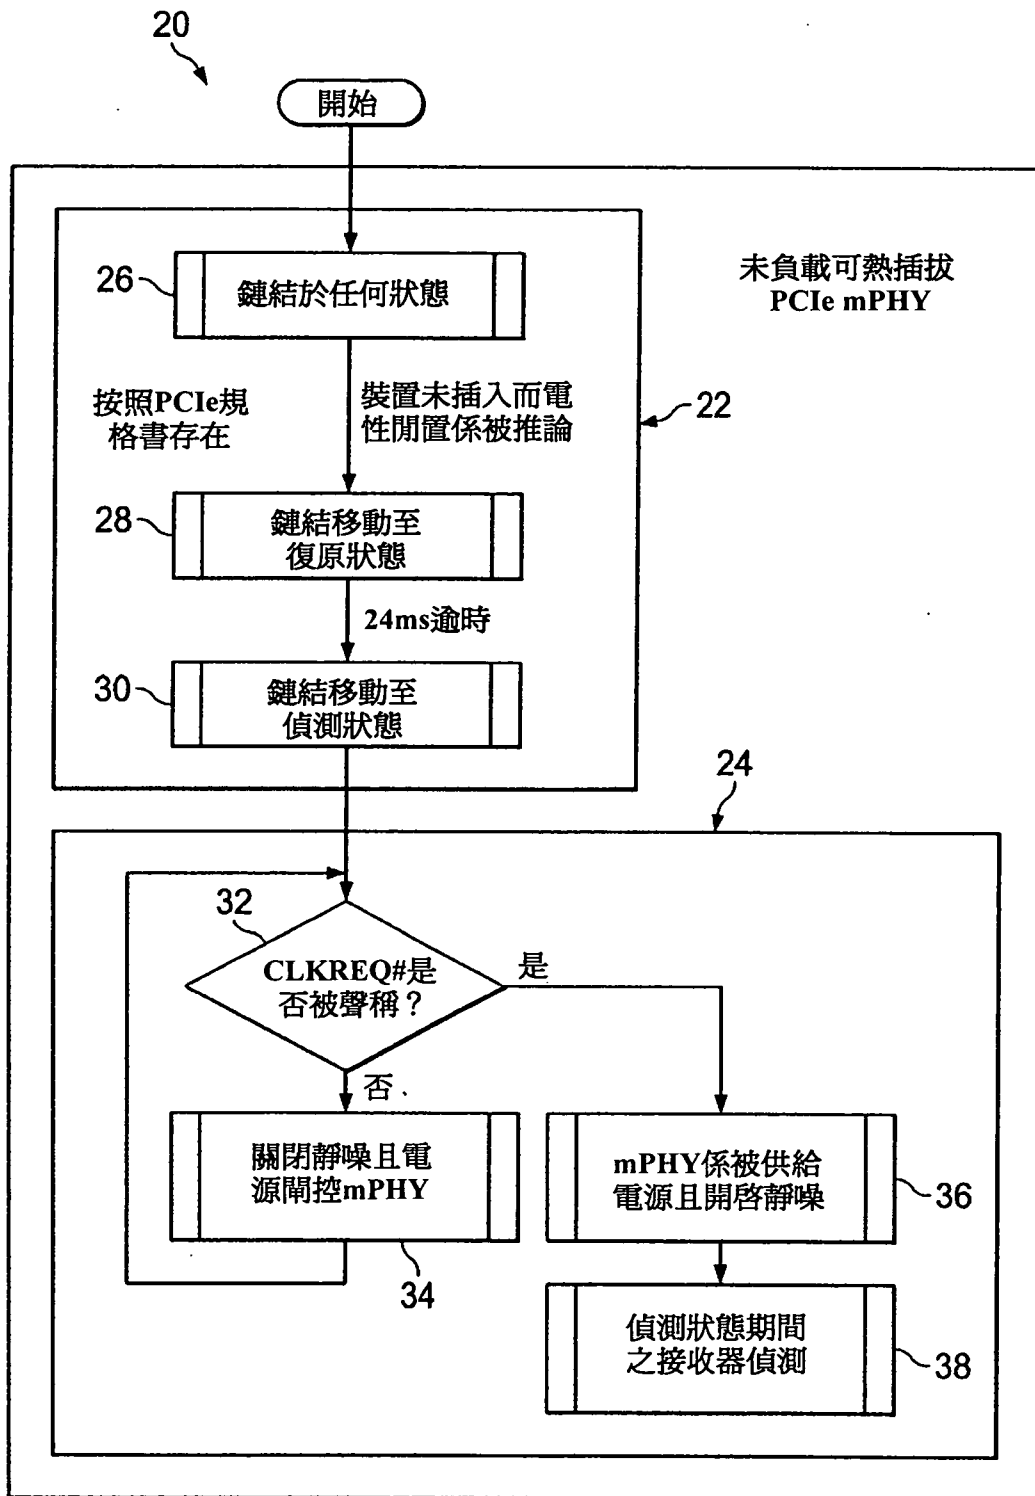 20
開始
未負載可熱插拔
PCIe mPHY
26
鏈結於任何狀態
按照PCIe規
格書存在
裝置未插入而電
性閒置係被推論
22
28
鏈結移動至
復原狀態
24ms逾時
30
鏈結移動至
偵測狀態
24
32
CLKREQ#是
否被聲稱？
是
否
關閉靜噪且電
源閘控mPHY
34
mPHY係被供給
電源且開啓靜噪
36
偵測狀態期間
之接收器偵測
38